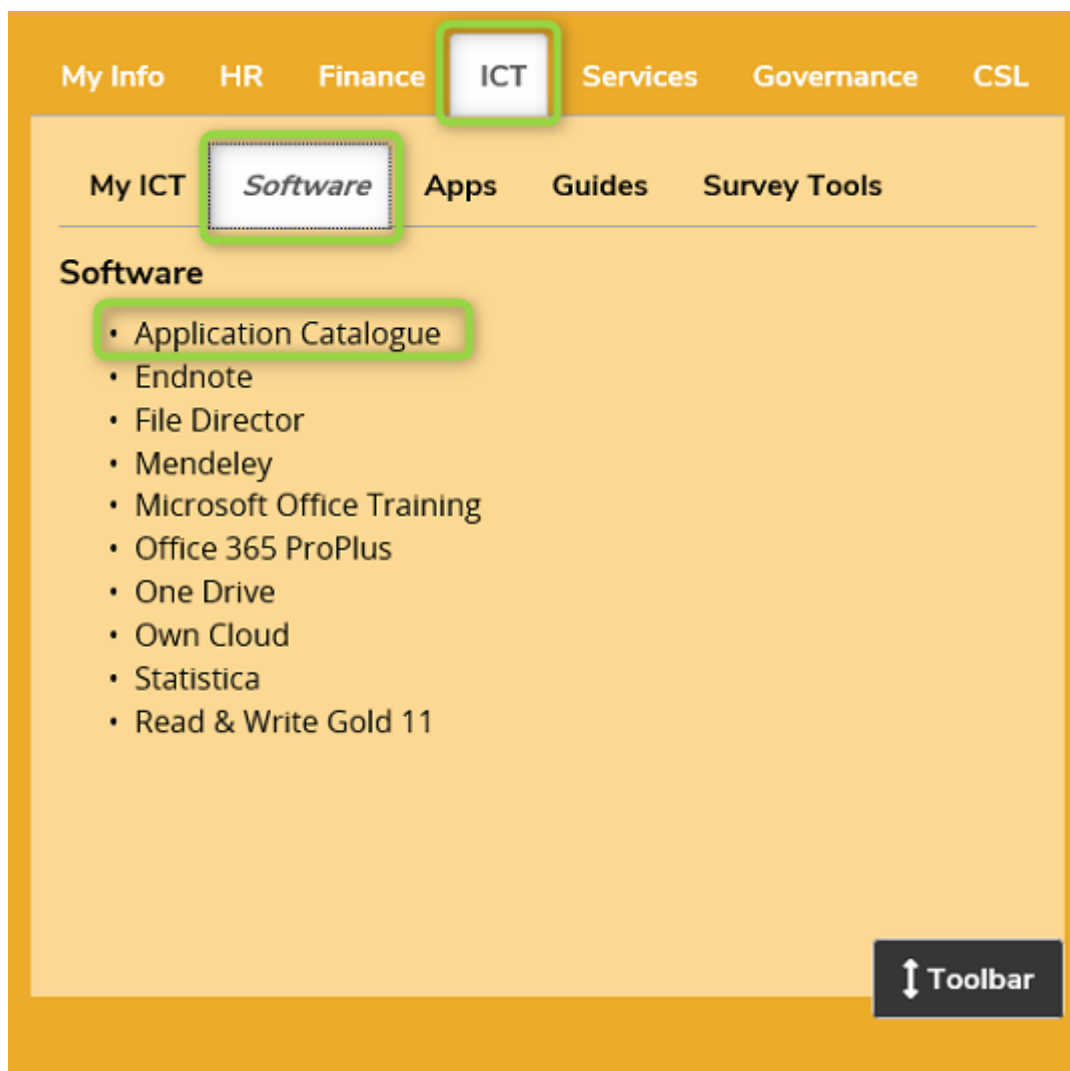 My Info HR Finance ICT Services Governance CSL
My ICT Software Apps Guides Survey Tools
Software
• Application Catalogue
• Endnote
• File Director
• Mendeley
• Microsoft Office Training
• Office 365 ProPlus
• One Drive
• Own Cloud
• Statistica
• Read & Write Gold 11
Toolbar